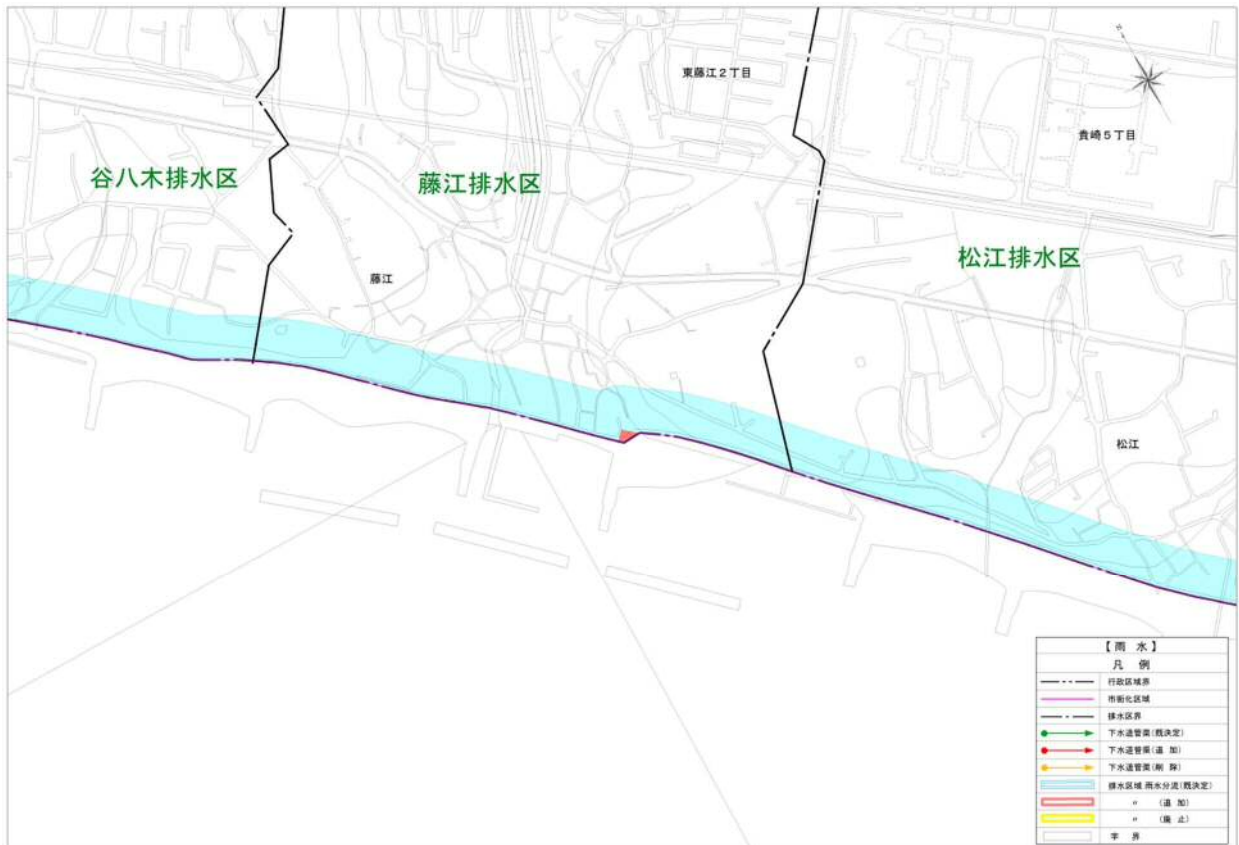 東藤江2丁目
貴崎5丁目
谷八木排水区
藤江排水区
松江排水区
藤江
松江
【雨 水】
凡 例
行政区域界
市街化区域
排水区界
下水道管渠(既決定)
下水道管渠(追 加)
下水道管渠(削 除)
排水区域 雨水分流(既決定)
〃 (追 加)
〃 (廃 止)
字 界